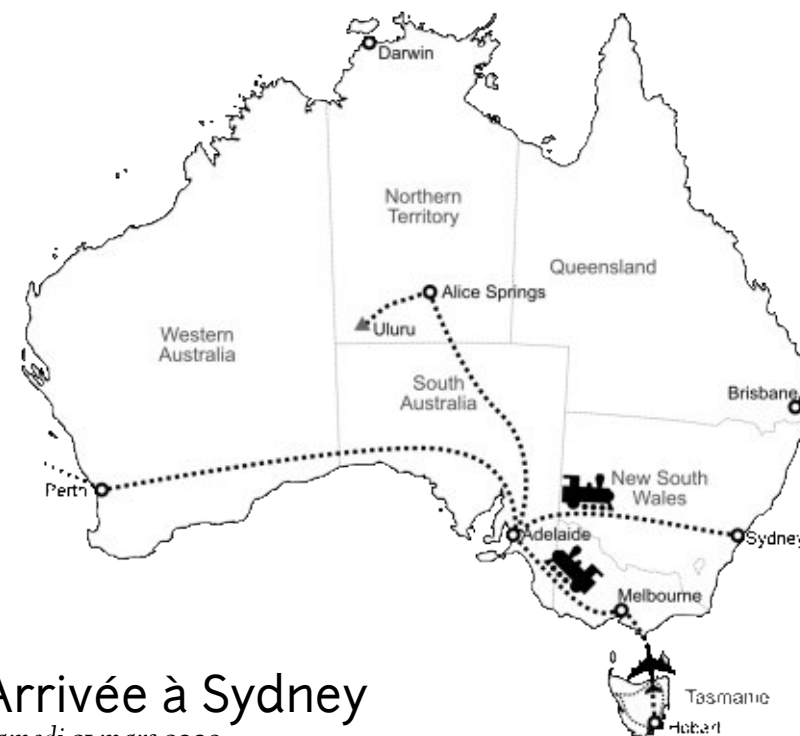 Darwin
Northern
Territory
Queensland
Alice Springs
Uluru
Western
Australia
South
Australia
Brisbane
New South
Wales
Perth
Adelaide
Sydney
Melbourne
Tasmanie
Hobart
Arrivée à Sydney
mars